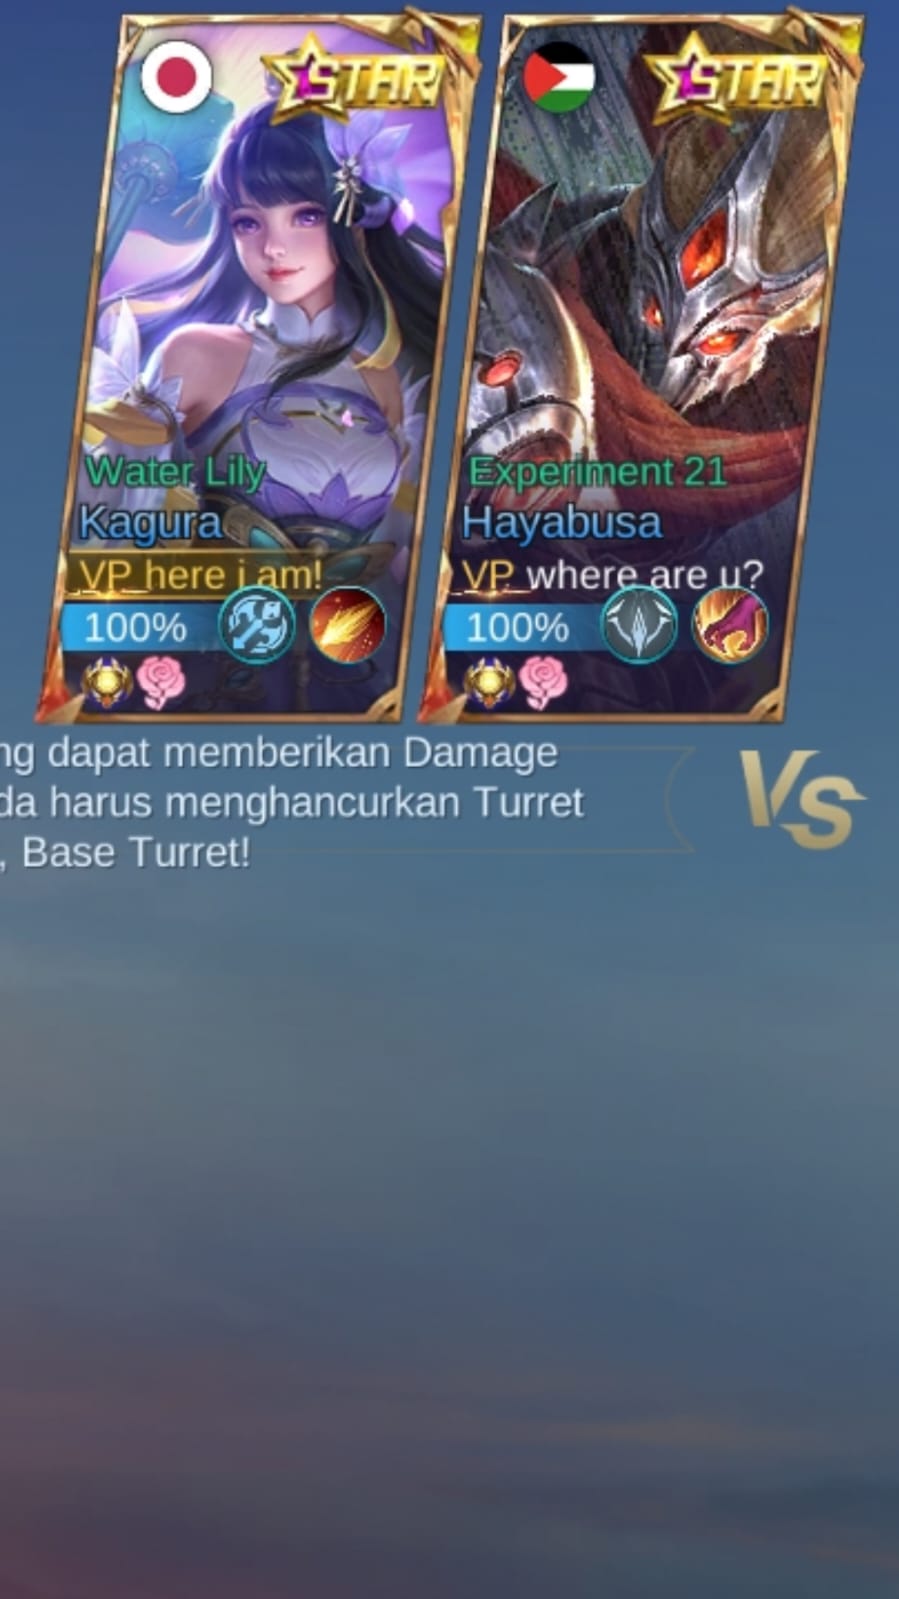 STAR
Water Lily
Kagura
VP here i am!
100%
STAR
Experiment 21
Hayabusa
VP where are u?
100%
ng dapat memberikan Damage
da harus menghancurkan Turret
, Base Turret!
VS